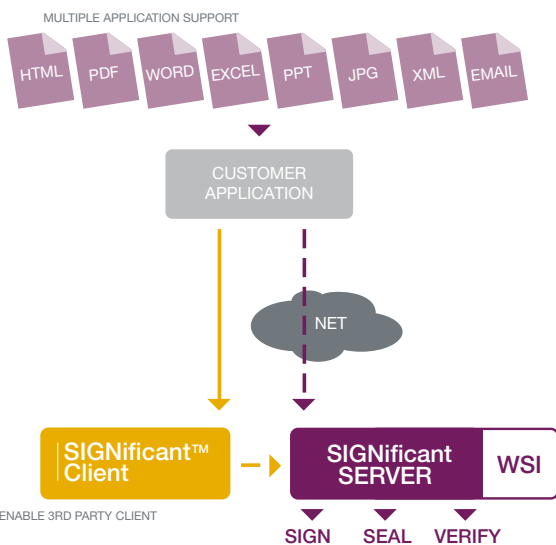 MULTIPLE APPLICATION SUPPORT
HTML PDF WORD EXCEL PPT JPG XML EMAIL
CUSTOMER
APPLICATION
NET
SIGNificant™
Client
SIGNificant
SERVER
WSI
ENABLE 3RD PARTY CLIENT
SIGN SEAL VERIFY